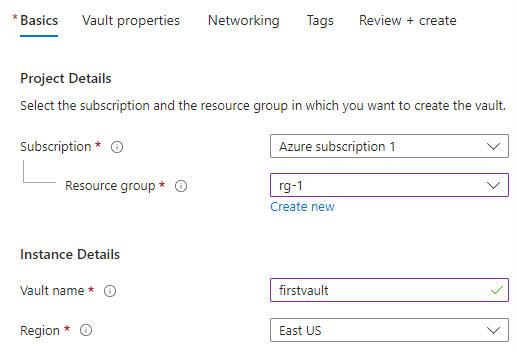 * Basics Vault properties Networking Tags Review + create
Project Details
Select the subscription and the resource group in which you want to create the vault.
Subscription * Azure subscription 1
Resource group * rg-1
Create new
Instance Details
Vault name * firstvault
Region * East US